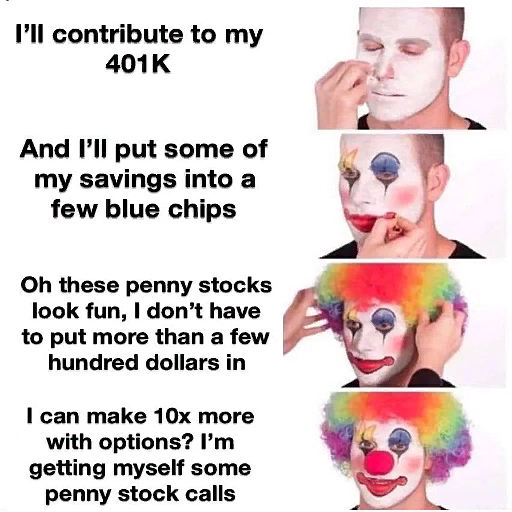 I'll contribute to my
401K
And I'll put some of
my savings into a
few blue chips
Oh these penny stocks
look fun, I don't have
to put more than a few
hundred dollars in
I can make 10x more
with options? I'm
getting myself some
penny stock calls